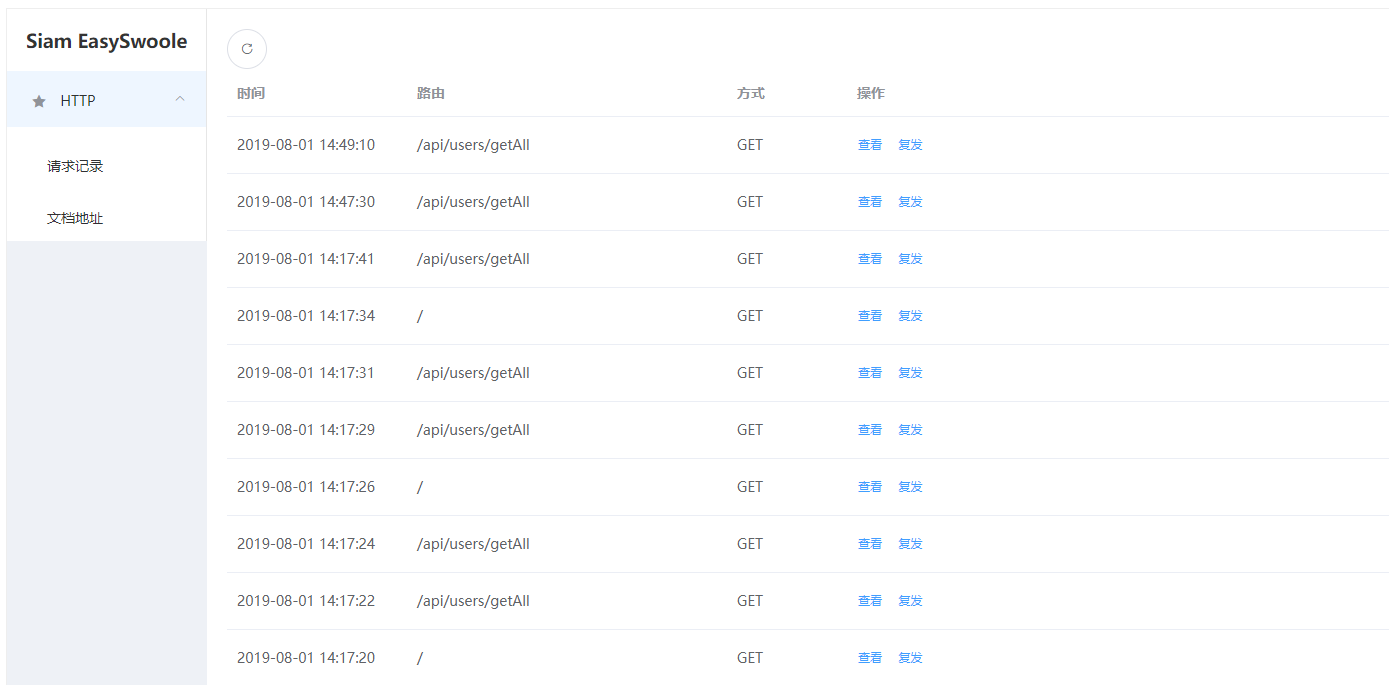 Siam EasySwoole
HTTP
请求记录
文档地址
时间 路由 方式 操作
2019-08-01 14:49:10 /api/users/getAll GET 查看 复发
2019-08-01 14:47:30 /api/users/getAll GET 查看 复发
2019-08-01 14:17:41 /api/users/getAll GET 查看 复发
2019-08-01 14:17:34 / GET 查看 复发
2019-08-01 14:17:31 /api/users/getAll GET 查看 复发
2019-08-01 14:17:29 /api/users/getAll GET 查看 复发
2019-08-01 14:17:26 / GET 查看 复发
2019-08-01 14:17:24 /api/users/getAll GET 查看 复发
2019-08-01 14:17:22 /api/users/getAll GET 查看 复发
2019-08-01 14:17:20 / GET 查看 复发